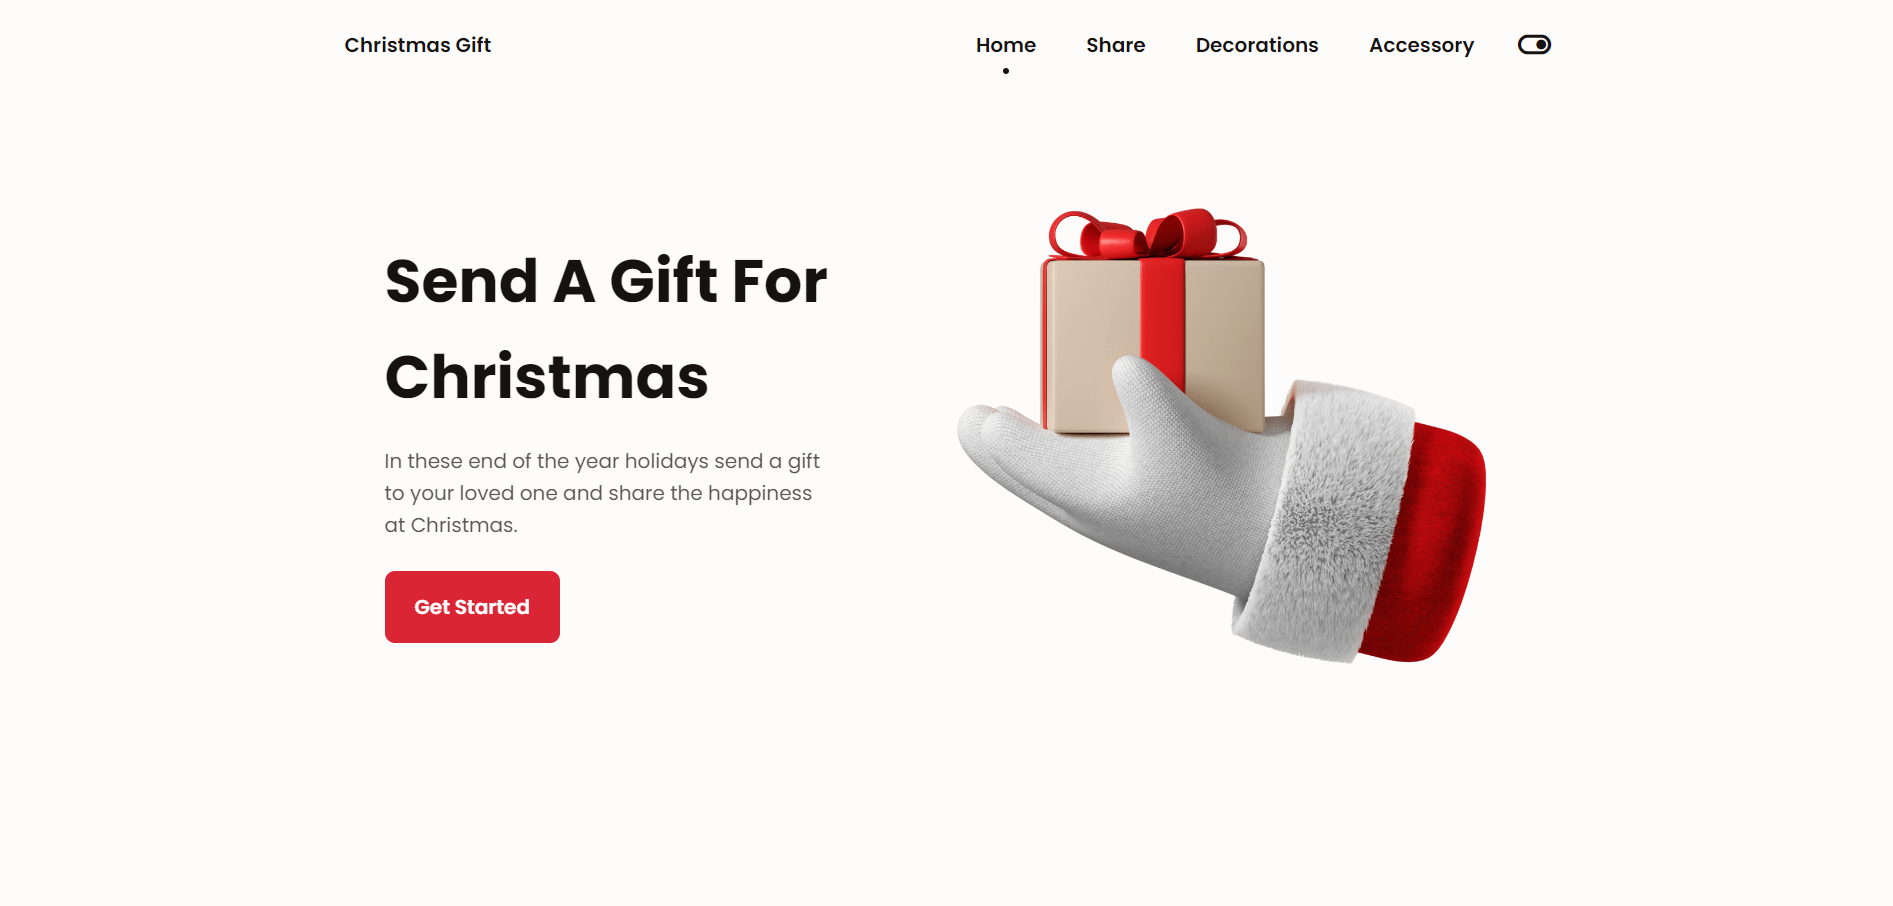 Christmas Gift
Home
Share
Decorations
Accessory
Send A Gift For
Christmas
In these end of the year holidays send a gift
to your loved one and share the happiness
at Christmas.
Get Started